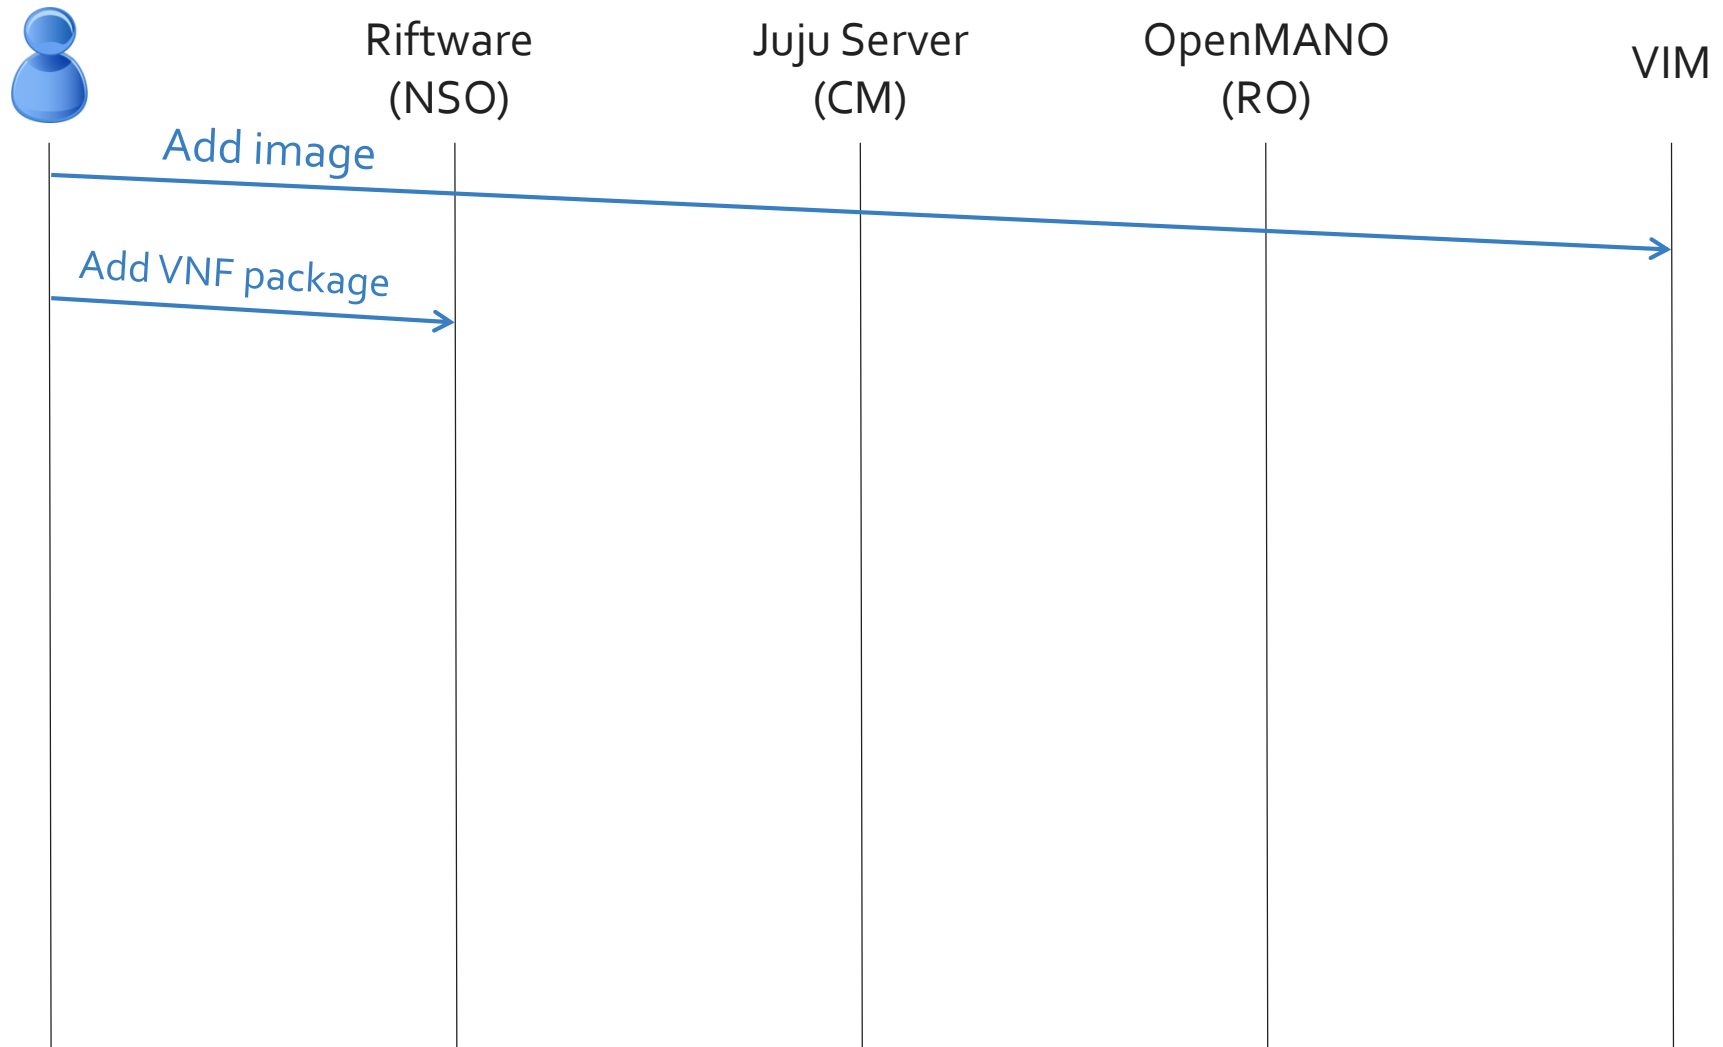 Riftware
(NSO)
Juju Server
(CM)
OpenMANO
(RO)
VIM
Add image
Add VNF package